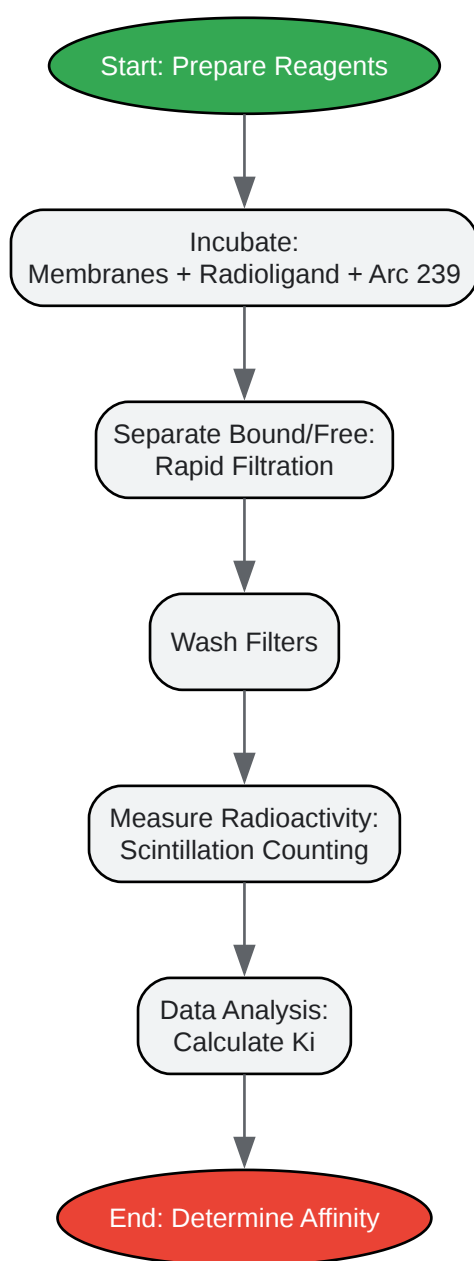 Start: Prepare Reagents
Incubate:
Membranes + Radioligand + Arc 239
Separate Bound/Free:
Rapid Filtration
Wash Filters
Measure Radioactivity:
Scintillation Counting
Data Analysis:
Calculate Ki
End: Determine Affinity